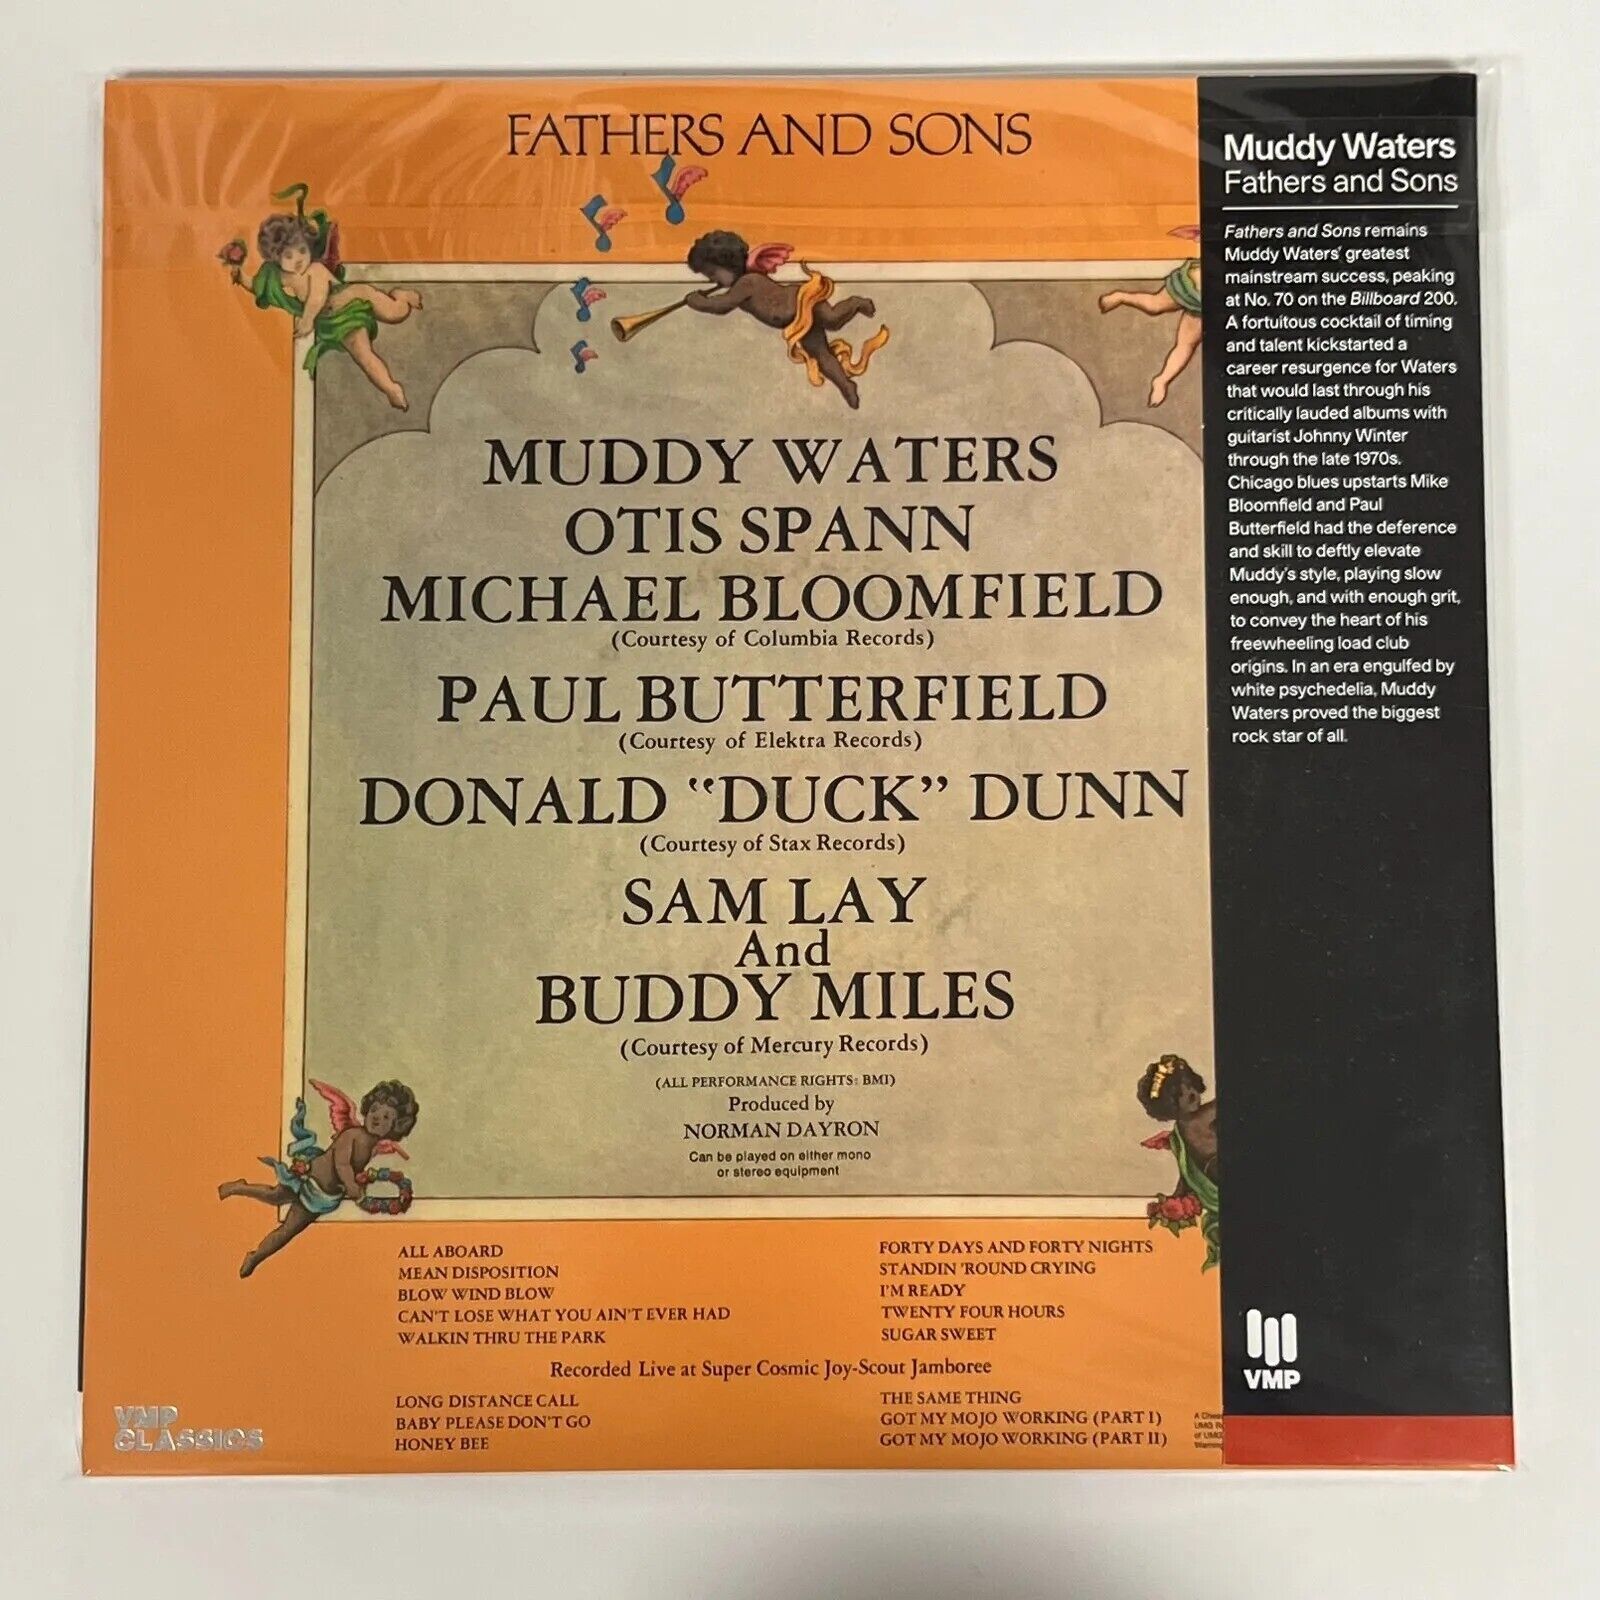 FATHERS AND SONS
MUDDY WATERS
OTIS SPANN
MICHAEL BLOOMFIELD
(Courtesy of Columbia Records)
PAUL BUTTERFIELD
(Courtesy of Elektra Records)
DONALD “DUCK” DUNN
(Courtesy of Stax Records)
SAM LAY
And
BUDDY MILES
(Courtesy of Mercury Records)
(ALL PERFORMANCE RIGHTS: BMI)
Produced by
NORMAN DAYRON
Can be played on either mono
or stereo equipment
ALL ABOARD
MEAN DISPOSITION
BLOW WIND BLOW
CAN'T LOSE WHAT YOU AIN'T EVER HAD
WALKIN THRU THE PARK
FORTY DAYS AND FORTY NIGHTS
STANDIN 'ROUND CRYING
I'M READY
TWENTY FOUR HOURS
SUGAR SWEET
Recorded Live at Super Cosmic Joy-Scout Jamboree
LONG DISTANCE CALL
BABY PLEASE DON'T GO
HONEY BEE
THE SAME THING
GOT MY MOJO WORKING (PART I)
GOT MY MOJO WORKING (PART II)
VMP
CLASSICS
Muddy Waters
Fathers and Sons
Fathers and Sons remains
Muddy Waters' greatest
mainstream success, peaking
at No. 70 on the Billboard 200.
A fortuitous cocktail of timing
and talent kickstarted a
career resurgence for Waters
that would last through his
critically lauded albums with
guitarist Johnny Winter
through the late 1970s.
Chicago blues upstarts Mike
Bloomfield and Paul
Butterfield had the deference
and skill to deftly elevate
Muddy's style, playing slow
enough, and with enough grit,
to convey the heart of his
freewheeling load club
origins. In an era engulfed by
white psychedelia, Muddy
Waters proved the biggest
rock star of all.
VMP